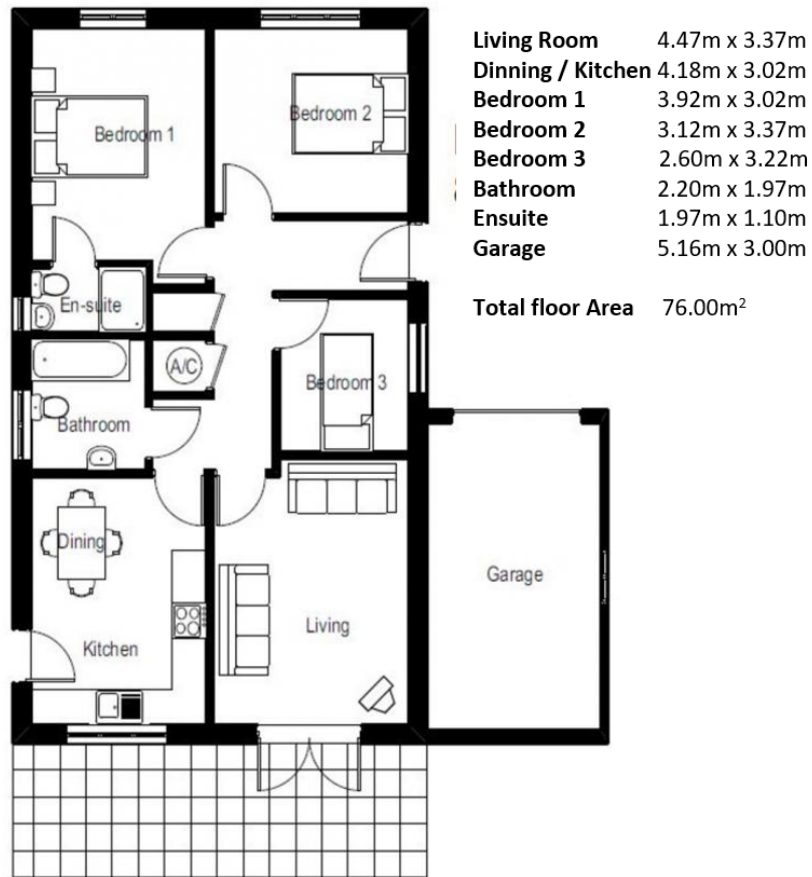 Living Room 4.47m x 3.37m
Dinning / Kitchen 4.18m x 3.02m
Bedroom 1 3.92m x 3.02m
Bedroom 2 3.12m x 3.37m
Bedroom 3 2.60m x 3.22m
Bathroom 2.20m x 1.97m
Ensuite 1.97m x 1.10m
Garage 5.16m x 3.00m
Total floor Area 76.00m²
Bedroom 1
Bedroom 2
En-suite
A/C
Bedroom 3
Bathroom
Dining
Kitchen
Living
Garage